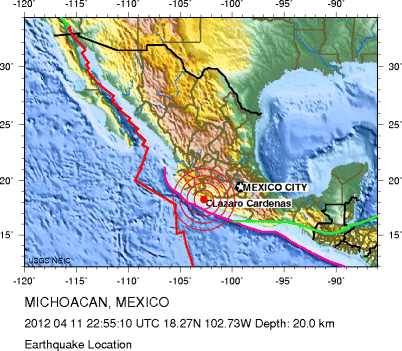 -120° -115° -110° -105° -100° -95° -90°
30° 30°
25° 25°
20° 20°
MEXICO CITY
Lazaro Cardenas
15° 15°
USGS NEIC
-120° -115° -110° -105° -100° -95° -90°
MICHOACAN, MEXICO
2012 04 11 22:55:10 UTC 18.27N 102.73W Depth: 20.0 km
Earthquake Location